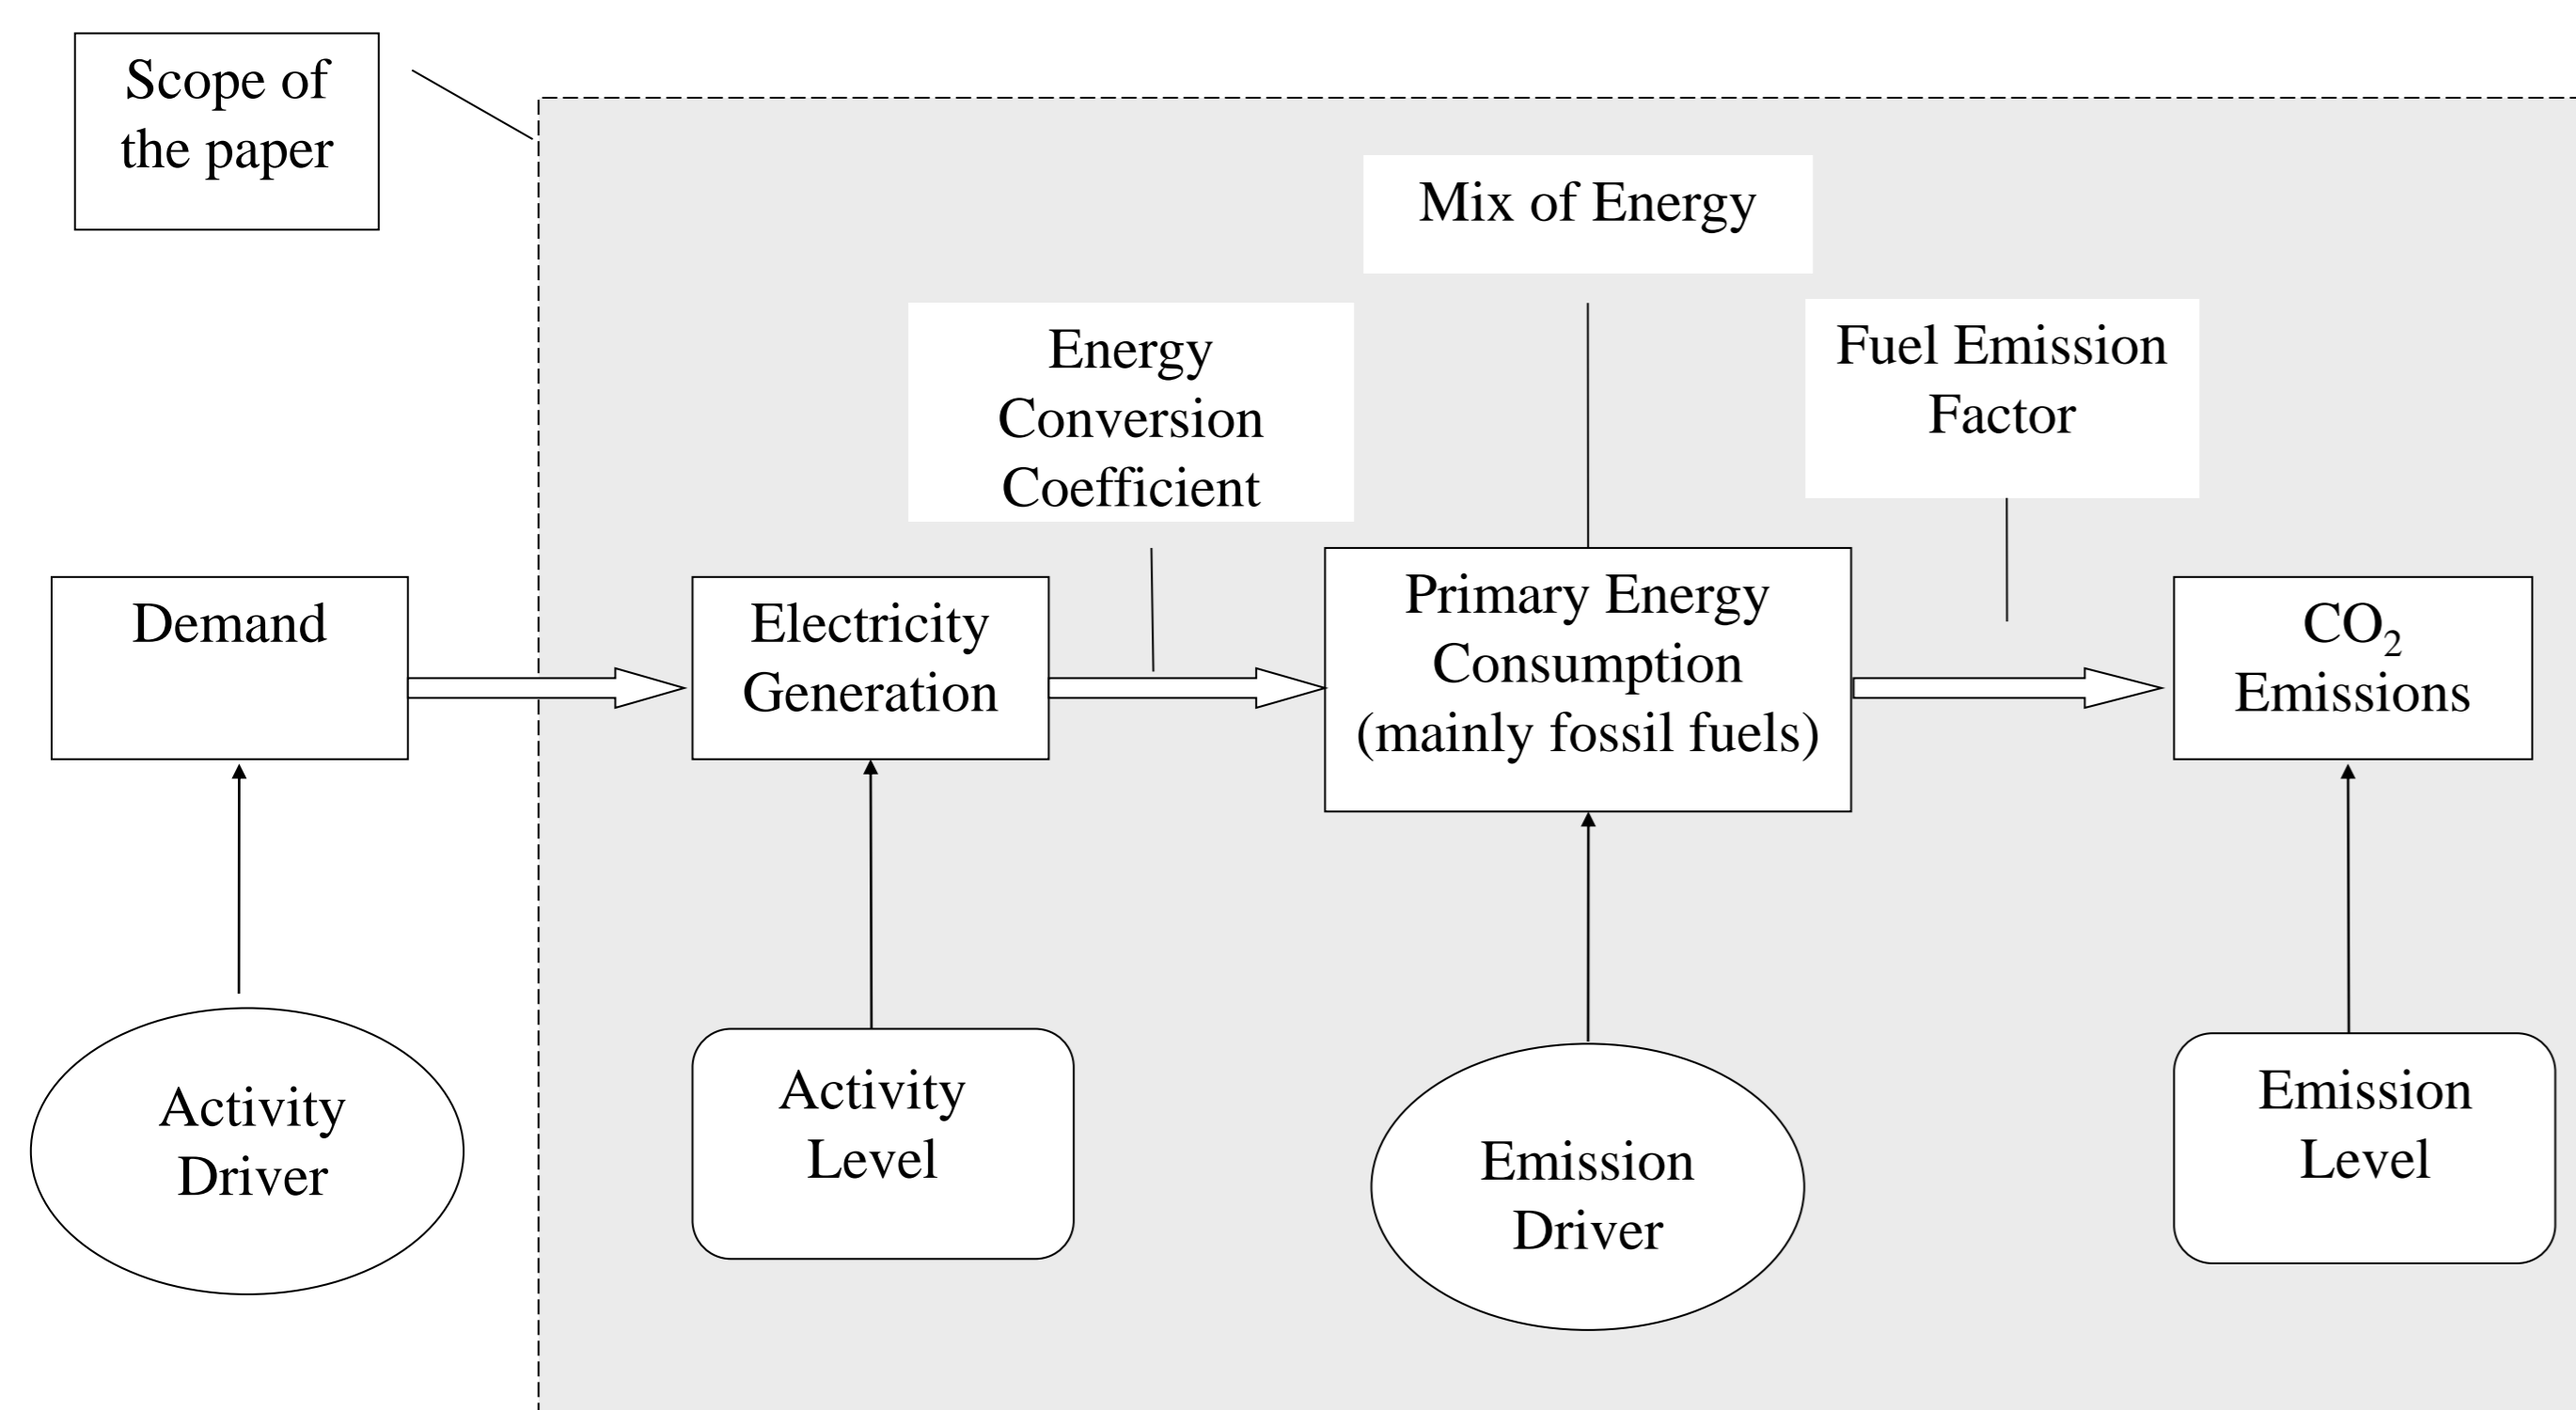 Scope of
the paper
Mix of Energy
Energy
Conversion
Coefficient
Fuel Emission
Factor
Demand
Electricity
Generation
Primary Energy
Consumption
(mainly fossil fuels)
CO₂
Emissions
Activity
Driver
Activity
Level
Emission
Driver
Emission
Level